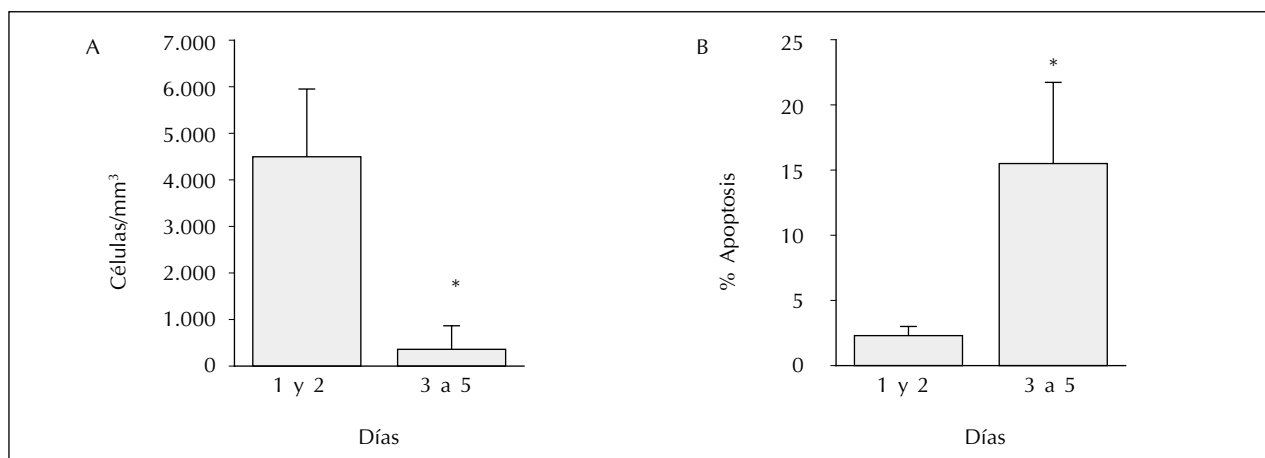 A
7.000
6.000
5.000
4.000
3.000
2.000
1.000
0
Células/mm³
*
1 y 2
3 a 5
Días
B
25
20
15
10
5
0
% Apoptosis
*
1 y 2
3 a 5
Días